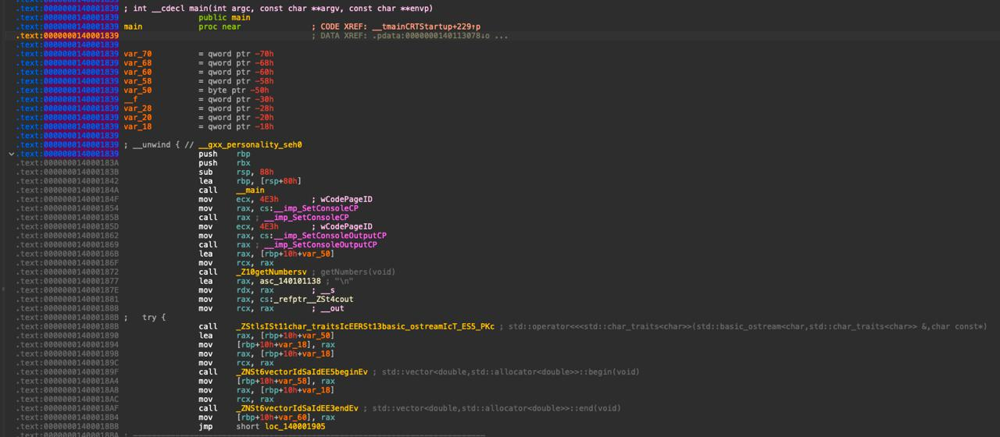 .text:0000000140001839 ; int __cdecl main(int argc, const char **argv, const char **envp)
.text:0000000140001839                 public main
.text:0000000140001839 main            proc near               ; CODE XREF: __tmainCRTStartup+229↑p
.text:0000000140001839                                         ; DATA XREF: .pdata:0000000140113078↓o ...
.text:0000000140001839
.text:0000000140001839 var_70          = qword ptr -70h
.text:0000000140001839 var_68          = qword ptr -68h
.text:0000000140001839 var_60          = qword ptr -60h
.text:0000000140001839 var_58          = qword ptr -58h
.text:0000000140001839 var_50          = byte ptr -50h
.text:0000000140001839 __f             = qword ptr -30h
.text:0000000140001839 var_28          = qword ptr -28h
.text:0000000140001839 var_20          = qword ptr -20h
.text:0000000140001839 var_18          = qword ptr -18h
.text:0000000140001839
.text:0000000140001839 ; __unwind { // __gxx_personality_seh0
.text:0000000140001839                 push    rbp
.text:000000014000183A                 push    rbx
.text:000000014000183B                 sub     rsp, 88h
.text:0000000140001842                 lea     rbp, [rsp+80h]
.text:000000014000184A                 call    __main
.text:000000014000184F                 mov     ecx, 4E3h       ; wCodePageID
.text:0000000140001854                 mov     rax, cs:__imp_SetConsoleCP
.text:000000014000185B                 call    rax ; __imp_SetConsoleCP
.text:000000014000185D                 mov     ecx, 4E3h       ; wCodePageID
.text:0000000140001862                 mov     rax, cs:__imp_SetConsoleOutputCP
.text:0000000140001869                 call    rax ; __imp_SetConsoleOutputCP
.text:000000014000186B                 lea     rax, [rbp+10h+var_50]
.text:000000014000186F                 mov     rcx, rax
.text:0000000140001872                 call    _Z10getNumbersv ; getNumbers(void)
.text:0000000140001877                 lea     rax, asc_140101138 ; "\n"
.text:000000014000187E                 mov     rdx, rax        ; __s
.text:0000000140001881                 mov     rax, cs:_refptr__ZSt4cout
.text:0000000140001888                 mov     rcx, rax        ; __out
.text:000000014000188B ;   try {
.text:000000014000188B                 call    _ZStlsISt11char_traitsIcEERSt13basic_ostreamIcT_ES5_PKc ; std::operator<<<std::char_traits<char>>(std::basic_ostream<char,std::char_traits<char>> &,char const*)
.text:0000000140001890                 lea     rax, [rbp+10h+var_50]
.text:0000000140001894                 mov     [rbp+10h+var_18], rax
.text:0000000140001898                 mov     rax, [rbp+10h+var_18]
.text:000000014000189C                 mov     rcx, rax
.text:000000014000189F                 call    _ZNSt6vectorIdSaIdEE5beginEv ; std::vector<double,std::allocator<double>>::begin(void)
.text:00000001400018A4                 mov     [rbp+10h+var_58], rax
.text:00000001400018A8                 mov     rax, [rbp+10h+var_18]
.text:00000001400018AC                 mov     rcx, rax
.text:00000001400018AF                 call    _ZNSt6vectorIdSaIdEE3endEv ; std::vector<double,std::allocator<double>>::end(void)
.text:00000001400018B4                 mov     [rbp+10h+var_60], rax
.text:00000001400018B8                 jmp     short loc_140001905